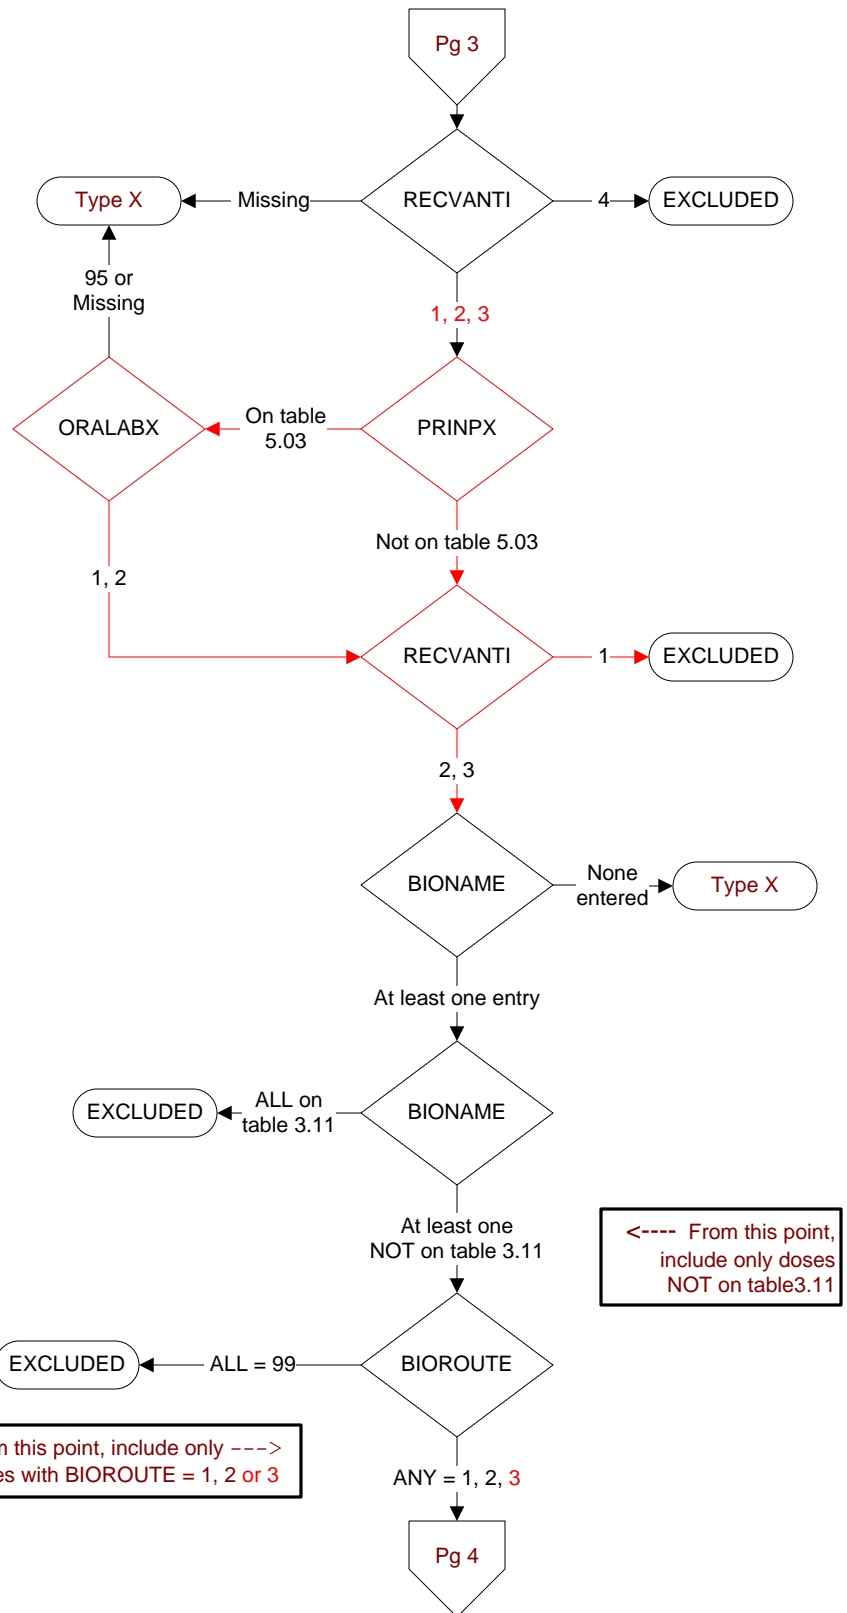 Pg 3
Type X
Missing
RECVANTI
4
EXCLUDED
95 or
Missing
1, 2, 3
ORALABX
On table
5.03
PRINPX
Not on table 5.03
1, 2
RECVANTI
1
EXCLUDED
2, 3
BIONAME
None
entered
Type X
At least one entry
EXCLUDED
ALL on
table 3.11
BIONAME
At least one
NOT on table 3.11
<---- From this point,
include only doses
NOT on table3.11
EXCLUDED
ALL = 99
BIOROUTE
this point, include only --->
with BIOROUTE = 1, 2 or 3
ANY = 1, 2, 3
Pg 4